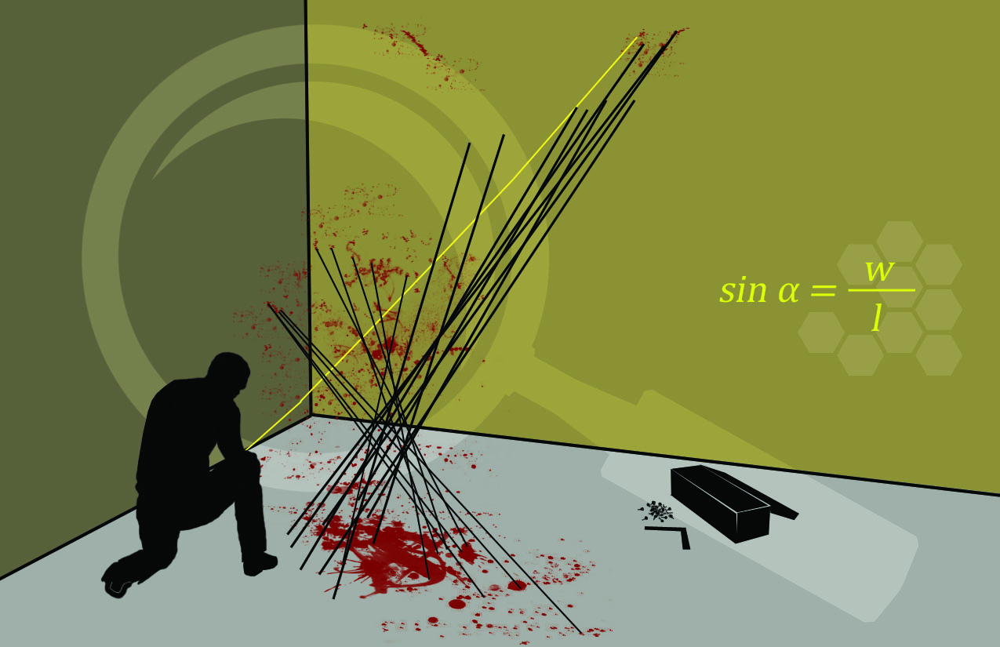 sin α = w/l